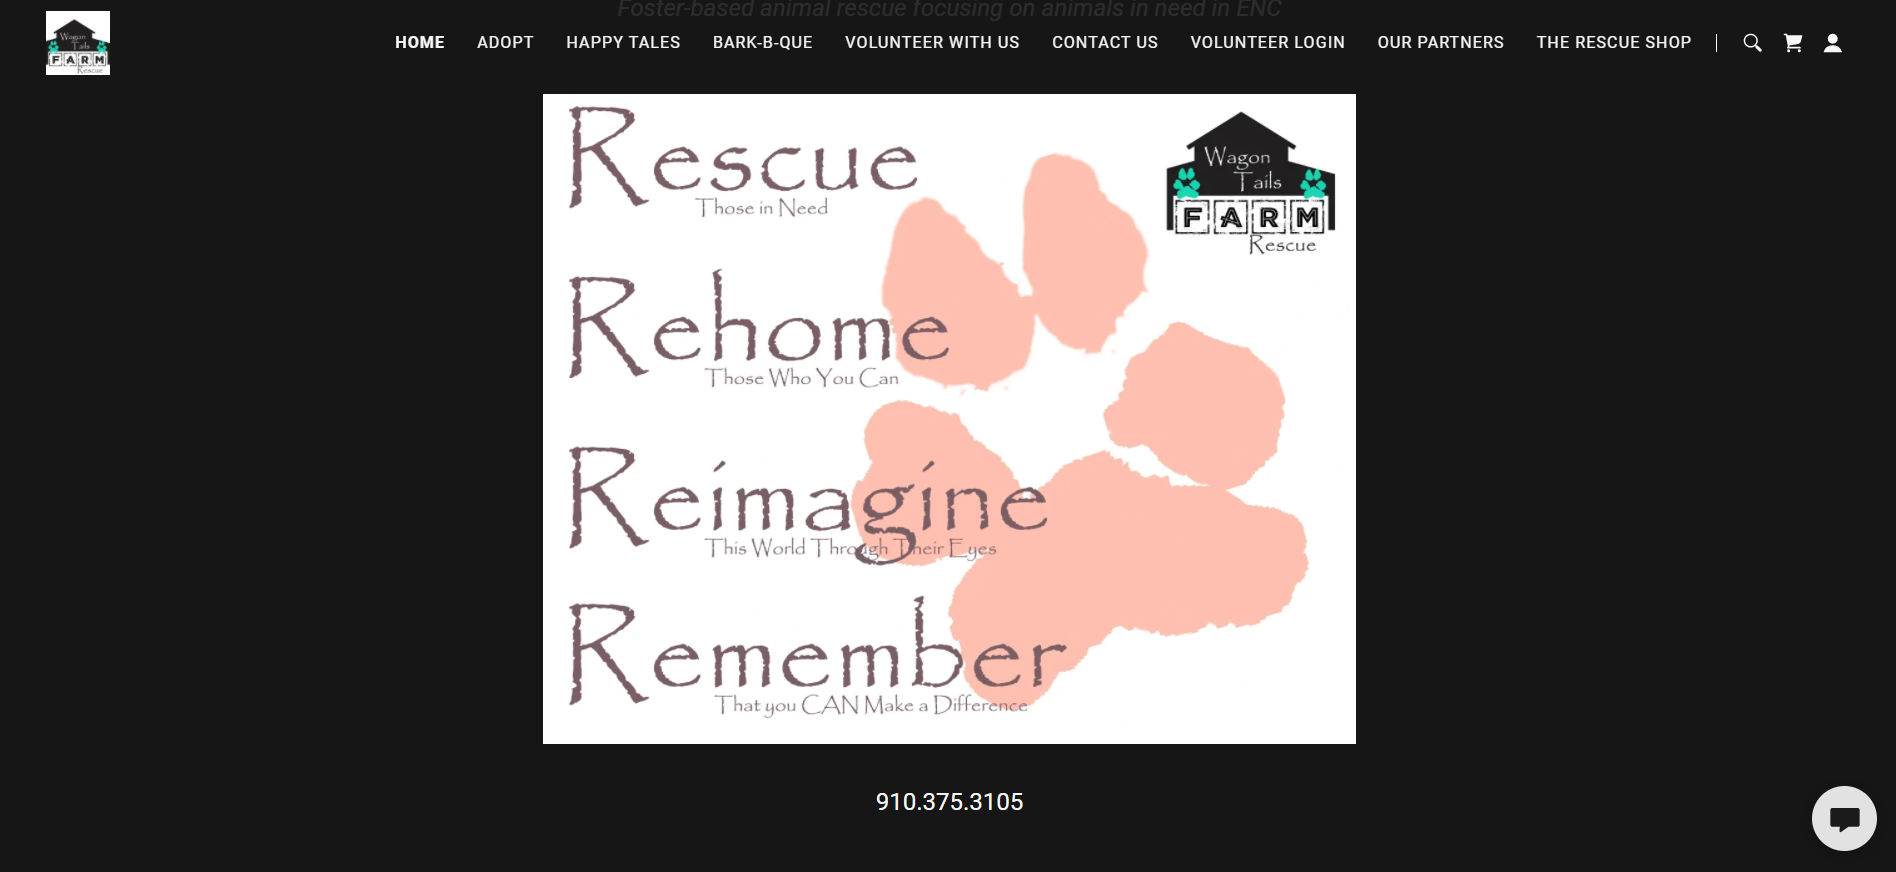 Foster-based animal rescue focusing on animals in need in ENC
Wagon
Tails
FARM
Rescue
HOME ADOPT HAPPY TALES BARK-B-QUE VOLUNTEER WITH US CONTACT US VOLUNTEER LOGIN OUR PARTNERS THE RESCUE SHOP
Rescue
Those in Need
Wagon
Tails
FARM
Rescue
Rehome
Those Who You Can
Reimagine
This World Through Their Eyes
Remember
That you CAN Make a Difference
910.375.3105